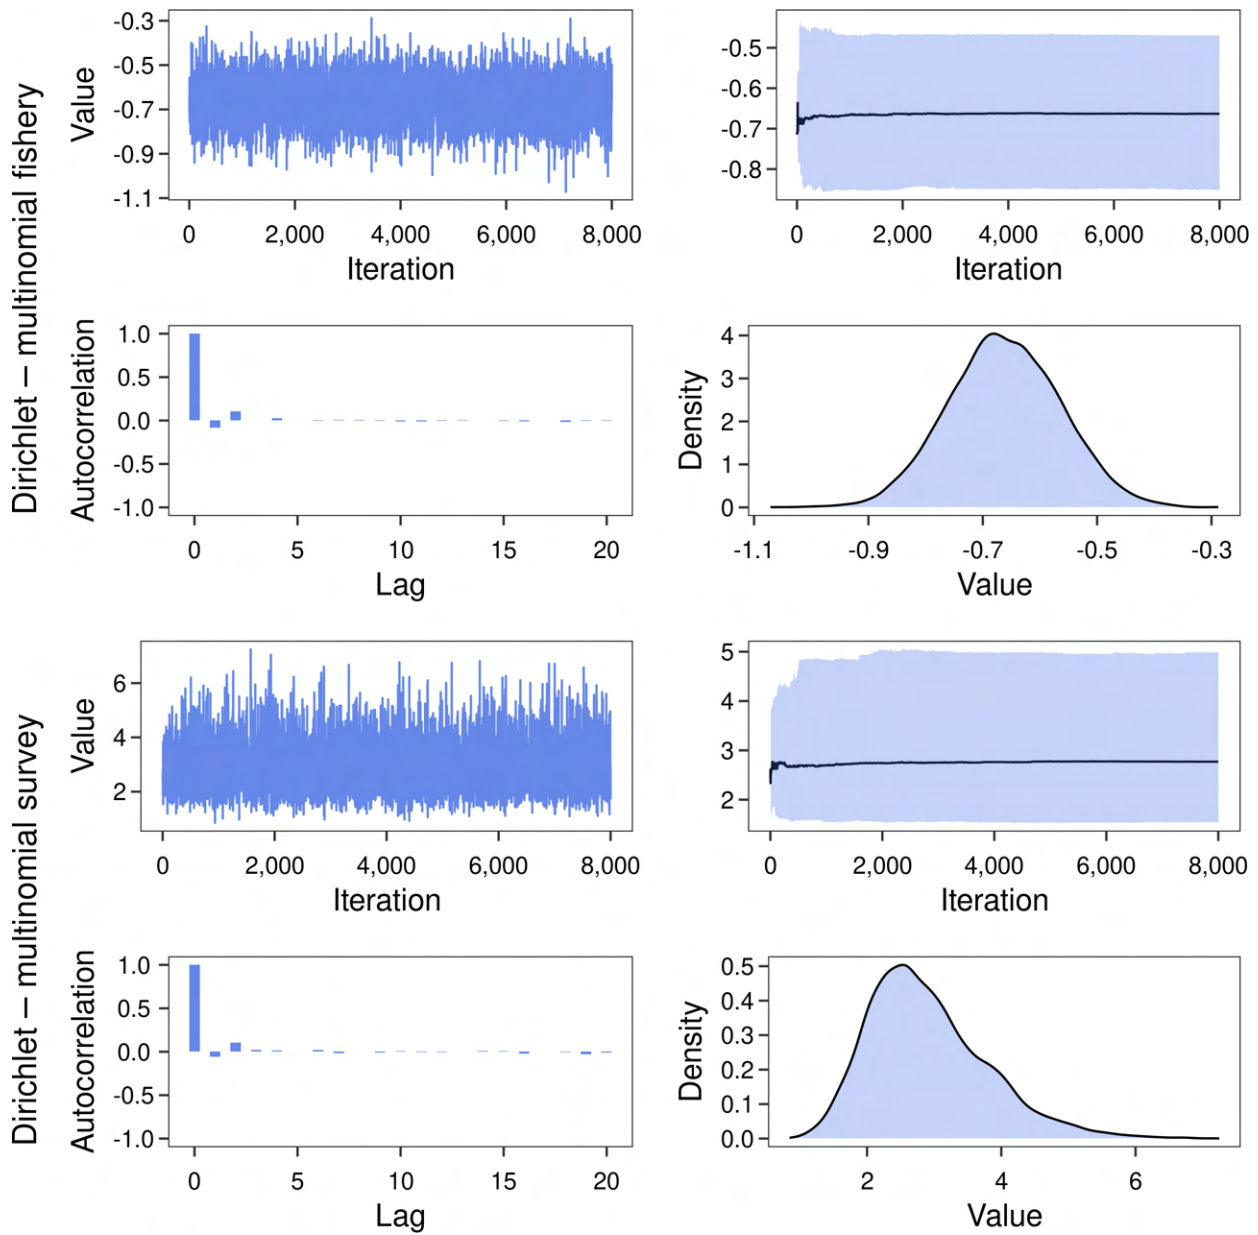 Dirichlet – multinomial fishery
Value
-0.3
-0.5
-0.7
-0.9
-1.1
0 2,000 4,000 6,000 8,000
Iteration
-0.5
-0.6
-0.7
-0.8
0 2,000 4,000 6,000 8,000
Iteration
Autocorrelation
1.0
0.5
0.0
-0.5
-1.0
0 5 10 15 20
Lag
Density
4
3
2
1
0
-1.1 -0.9 -0.7 -0.5 -0.3
Value
Dirichlet – multinomial survey
Value
6
4
2
0 2,000 4,000 6,000 8,000
Iteration
5
4
3
2
0 2,000 4,000 6,000 8,000
Iteration
Autocorrelation
1.0
0.5
0.0
-0.5
-1.0
0 5 10 15 20
Lag
Density
0.5
0.4
0.3
0.2
0.1
0.0
2 4 6
Value